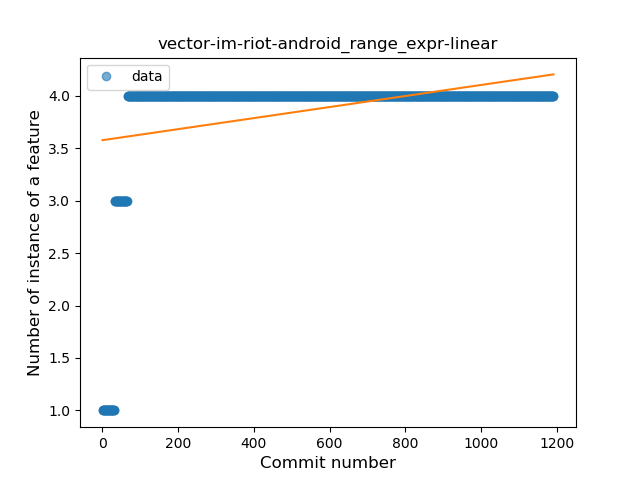 vector-im-riot-android_range_expr-linear
data
Number of instance of a feature
4.0
3.5
3.0
2.5
2.0
1.5
1.0
0 200 400 600 800 1000 1200
Commit number